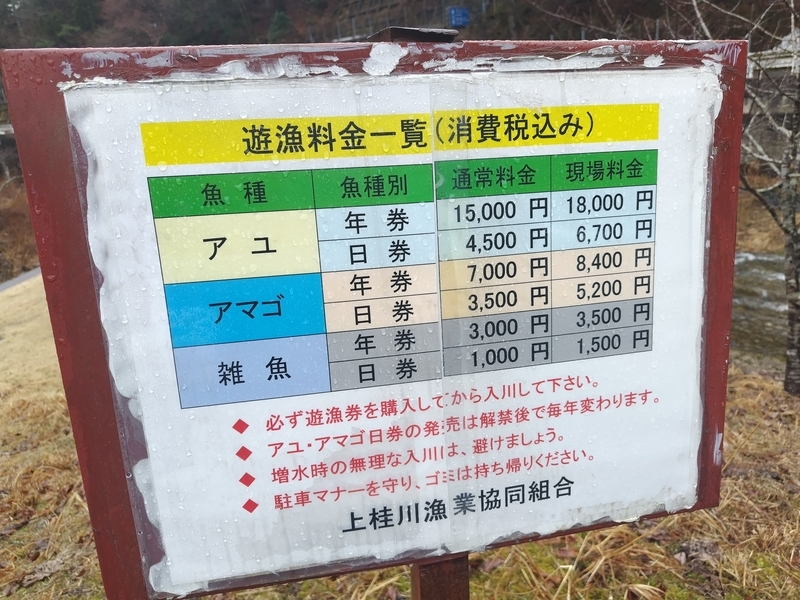 遊漁料金一覧(消費税込み)
魚種 魚種別 通常料金 現場料金
アユ 年券 15,000 円 18,000 円
日券 4,500 円 6,700 円
アマゴ 年券 7,000 円 8,400 円
日券 3,500 円 5,200 円
雑魚 年券 3,000 円 3,500 円
日券 1,000 円 1,500 円
◆ 必ず遊漁券を購入してから入川して下さい。
◆ アユ・アマゴ日券の発売は解禁後で毎年変わります。
◆ 増水時の無理な入川は、避けましょう。
◆ 駐車マナーを守り、ゴミは持ち帰りください。
上桂川漁業協同組合